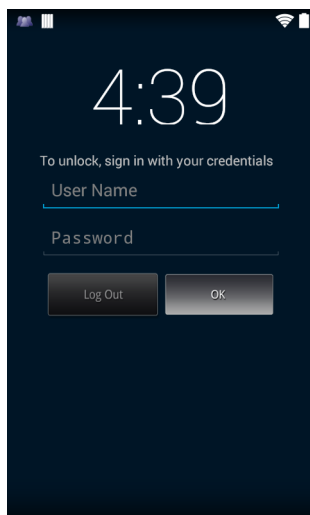 4:39
To unlock, sign in with your credentials
User Name
Password
Log Out OK